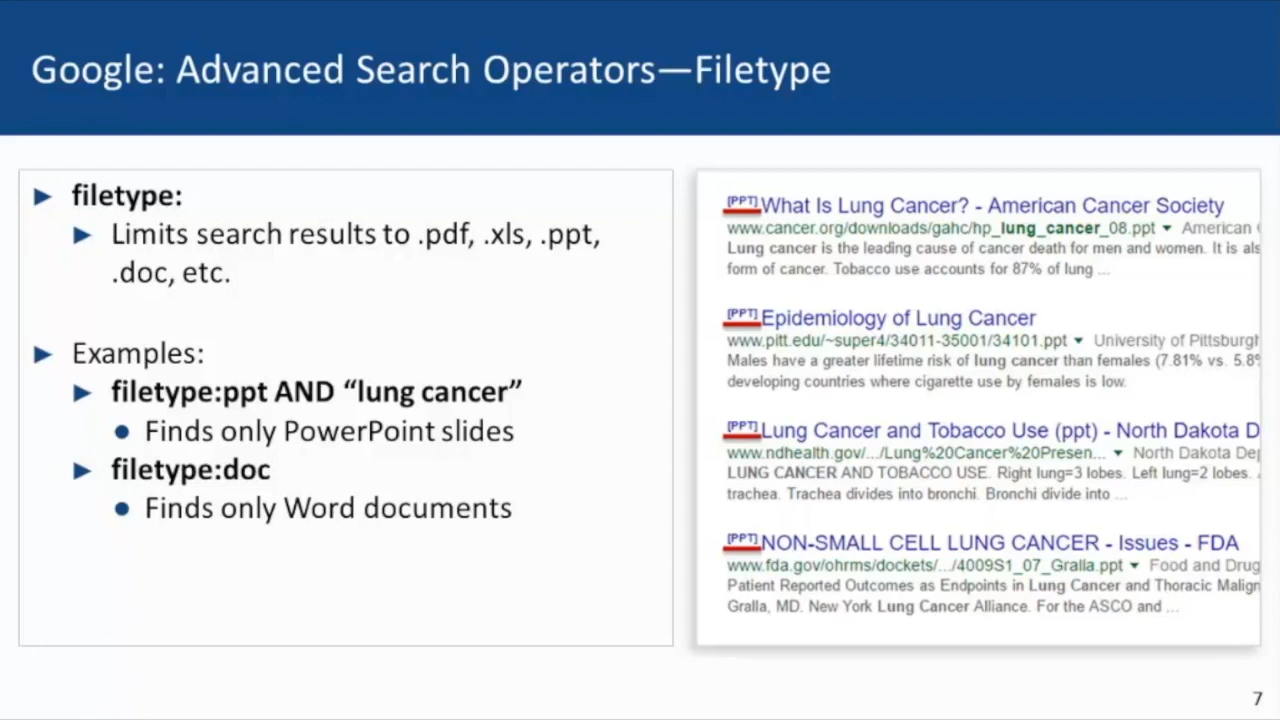 Google: Advanced Search Operators—Filetype
► filetype:
► Limits search results to .pdf, .xls, .ppt,
.doc, etc.
► Examples:
► filetype:ppt AND “lung cancer”
● Finds only PowerPoint slides
► filetype:doc
● Finds only Word documents
[PPT] What Is Lung Cancer? - American Cancer Society
www.cancer.org/downloads/gahc/hp_lung_cancer_08.ppt ▼ American
Lung cancer is the leading cause of cancer death for men and women. It is als
form of cancer. Tobacco use accounts for 87% of lung ...
[PPT] Epidemiology of Lung Cancer
www.pitt.edu/~super4/34011-35001/34101.ppt ▼ University of Pittsburgh
Males have a greater lifetime risk of lung cancer than females (7.81% vs. 5.8%
developing countries where cigarette use by females is low.
[PPT] Lung Cancer and Tobacco Use (ppt) - North Dakota D
www.ndhealth.gov/.../Lung%20Cancer%20Presen... ▼ North Dakota Dep
LUNG CANCER AND TOBACCO USE. Right lung=3 lobes. Left lung=2 lobes.
trachea. Trachea divides into bronchi. Bronchi divide into ...
[PPT] NON-SMALL CELL LUNG CANCER - Issues - FDA
www.fda.gov/ohrms/dockets/.../4009S1_07_Gralla.ppt ▼ Food and Drug
Patient Reported Outcomes as Endpoints in Lung Cancer and Thoracic Malign
Gralla, MD. New York Lung Cancer Alliance. For the ASCO and ...
7